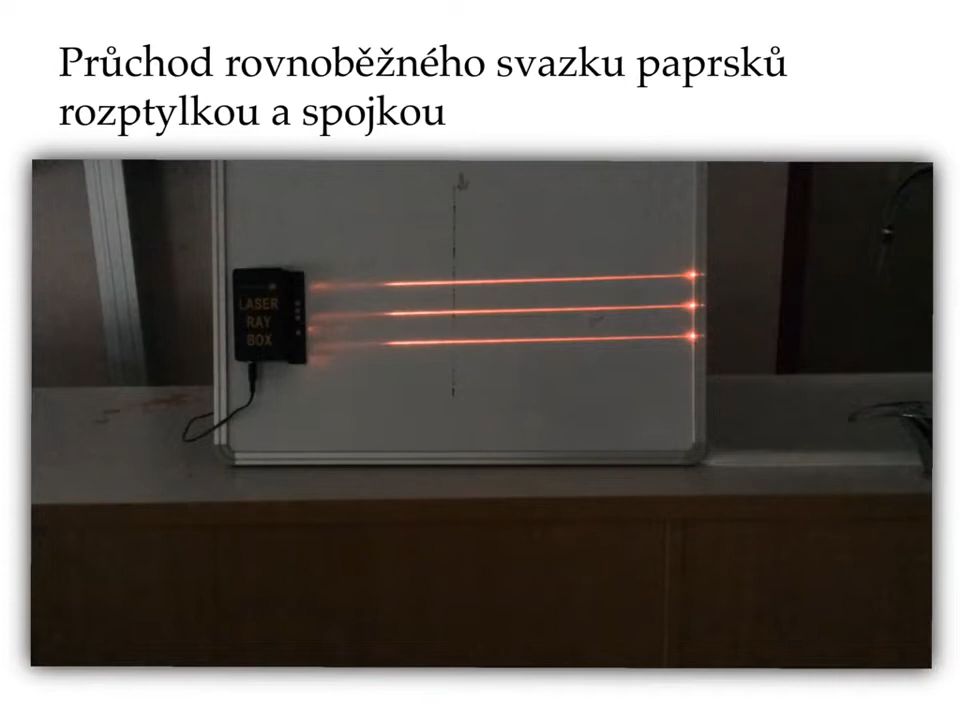 Průchod rovnoběžného svazku paprsků
rozptylkou a spojkou
LASER
RAY
BOX